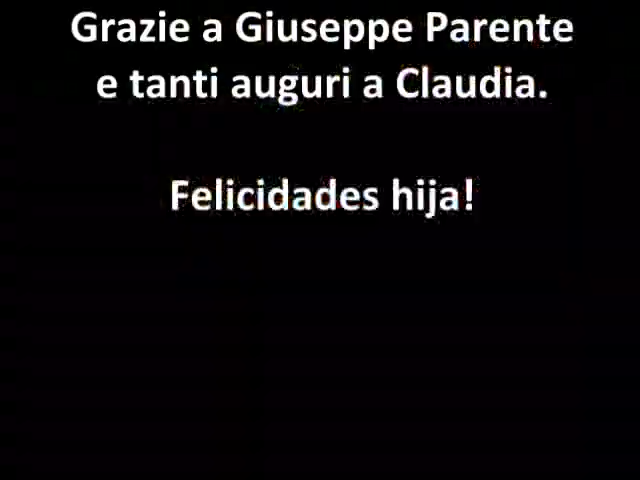 Grazie a Giuseppe Parente
e tanti auguri a Claudia.
Felicidades hija!